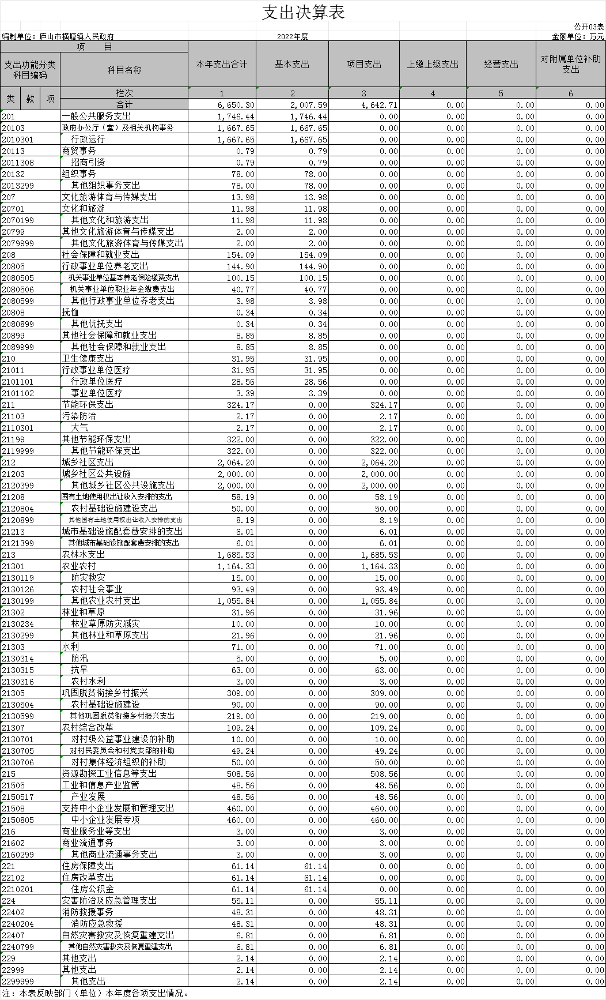 支出决算表
公开03表
编制单位：庐山市横塘镇人民政府 2022年度 金额单位：万元
项 目 本年支出合计 基本支出 项目支出 上缴上级支出 经营支出 对附属单位补助支出
支出功能分类科目编码 科目名称
类 款 项 栏次 1 2 3 4 5 6
合计 6,650.30 2,007.59 4,642.71 0.00 0.00 0.00
201 一般公共服务支出 1,746.44 1,746.44 0.00 0.00 0.00 0.00
20103 政府办公厅（室）及相关机构事务 1,667.65 1,667.65 0.00 0.00 0.00 0.00
2010301 行政运行 1,667.65 1,667.65 0.00 0.00 0.00 0.00
20113 商贸事务 0.79 0.79 0.00 0.00 0.00 0.00
2011308 招商引资 0.79 0.79 0.00 0.00 0.00 0.00
20132 组织事务 78.00 78.00 0.00 0.00 0.00 0.00
2013299 其他组织事务支出 78.00 78.00 0.00 0.00 0.00 0.00
207 文化旅游体育与传媒支出 13.98 13.98 0.00 0.00 0.00 0.00
20701 文化和旅游 11.98 11.98 0.00 0.00 0.00 0.00
2070199 其他文化和旅游支出 11.98 11.98 0.00 0.00 0.00 0.00
20799 其他文化旅游体育与传媒支出 2.00 2.00 0.00 0.00 0.00 0.00
2079999 其他文化旅游体育与传媒支出 2.00 2.00 0.00 0.00 0.00 0.00
208 社会保障和就业支出 154.09 154.09 0.00 0.00 0.00 0.00
20805 行政事业单位养老支出 144.90 144.90 0.00 0.00 0.00 0.00
2080505 机关事业单位基本养老保险缴费支出 100.15 100.15 0.00 0.00 0.00 0.00
2080506 机关事业单位职业年金缴费支出 40.77 40.77 0.00 0.00 0.00 0.00
2080599 其他行政事业单位养老支出 3.98 3.98 0.00 0.00 0.00 0.00
20808 抚恤 0.34 0.34 0.00 0.00 0.00 0.00
2080899 其他优抚支出 0.34 0.34 0.00 0.00 0.00 0.00
20899 其他社会保障和就业支出 8.85 8.85 0.00 0.00 0.00 0.00
2089999 其他社会保障和就业支出 8.85 8.85 0.00 0.00 0.00 0.00
210 卫生健康支出 31.95 31.95 0.00 0.00 0.00 0.00
21011 行政事业单位医疗 31.95 31.95 0.00 0.00 0.00 0.00
2101101 行政单位医疗 28.56 28.56 0.00 0.00 0.00 0.00
2101102 事业单位医疗 3.39 3.39 0.00 0.00 0.00 0.00
211 节能环保支出 324.17 0.00 324.17 0.00 0.00 0.00
21103 污染防治 2.17 0.00 2.17 0.00 0.00 0.00
2110301 大气 2.17 0.00 2.17 0.00 0.00 0.00
21199 其他节能环保支出 322.00 0.00 322.00 0.00 0.00 0.00
2119999 其他节能环保支出 322.00 0.00 322.00 0.00 0.00 0.00
212 城乡社区支出 2,064.20 0.00 2,064.20 0.00 0.00 0.00
21203 城乡社区公共设施 2,000.00 0.00 2,000.00 0.00 0.00 0.00
2120399 其他城乡社区公共设施支出 2,000.00 0.00 2,000.00 0.00 0.00 0.00
21208 国有土地使用权出让收入安排的支出 58.19 0.00 58.19 0.00 0.00 0.00
2120804 农村基础设施建设支出 50.00 0.00 50.00 0.00 0.00 0.00
2120899 其他国有土地使用权出让收入安排的支出 8.19 0.00 8.19 0.00 0.00 0.00
21213 城市基础设施配套费安排的支出 6.01 0.00 6.01 0.00 0.00 0.00
2121399 其他城市基础设施配套费安排的支出 6.01 0.00 6.01 0.00 0.00 0.00
213 农林水支出 1,685.53 0.00 1,685.53 0.00 0.00 0.00
21301 农业农村 1,164.33 0.00 1,164.33 0.00 0.00 0.00
2130119 防灾救灾 15.00 0.00 15.00 0.00 0.00 0.00
2130126 农村社会事业 93.49 0.00 93.49 0.00 0.00 0.00
2130199 其他农业农村支出 1,055.84 0.00 1,055.84 0.00 0.00 0.00
21302 林业和草原 31.96 0.00 31.96 0.00 0.00 0.00
2130234 林业草原防灾减灾 10.00 0.00 10.00 0.00 0.00 0.00
2130299 其他林业和草原支出 21.96 0.00 21.96 0.00 0.00 0.00
21303 水利 71.00 0.00 71.00 0.00 0.00 0.00
2130314 防汛 5.00 0.00 5.00 0.00 0.00 0.00
2130315 抗旱 63.00 0.00 63.00 0.00 0.00 0.00
2130316 农村水利 3.00 0.00 3.00 0.00 0.00 0.00
21305 巩固脱贫衔接乡村振兴 309.00 0.00 309.00 0.00 0.00 0.00
2130504 农村基础设施建设 90.00 0.00 90.00 0.00 0.00 0.00
2130599 其他巩固脱贫衔接乡村振兴支出 219.00 0.00 219.00 0.00 0.00 0.00
21307 农村综合改革 109.24 0.00 109.24 0.00 0.00 0.00
2130701 对村级公益事业建设的补助 10.00 0.00 10.00 0.00 0.00 0.00
2130705 对村民委员会和村党支部的补助 49.24 0.00 49.24 0.00 0.00 0.00
2130706 对村集体经济组织的补助 50.00 0.00 50.00 0.00 0.00 0.00
215 资源勘探工业信息等支出 508.56 0.00 508.56 0.00 0.00 0.00
21505 工业和信息产业监管 48.56 0.00 48.56 0.00 0.00 0.00
2150517 产业发展 48.56 0.00 48.56 0.00 0.00 0.00
21508 支持中小企业发展和管理支出 460.00 0.00 460.00 0.00 0.00 0.00
2150805 中小企业发展专项 460.00 0.00 460.00 0.00 0.00 0.00
216 商业服务业等支出 3.00 0.00 3.00 0.00 0.00 0.00
21602 商业流通事务 3.00 0.00 3.00 0.00 0.00 0.00
2160299 其他商业流通事务支出 3.00 0.00 3.00 0.00 0.00 0.00
221 住房保障支出 61.14 61.14 0.00 0.00 0.00 0.00
22102 住房改革支出 61.14 61.14 0.00 0.00 0.00 0.00
2210201 住房公积金 61.14 61.14 0.00 0.00 0.00 0.00
224 灾害防治及应急管理支出 55.11 0.00 55.11 0.00 0.00 0.00
22402 消防救援事务 48.31 0.00 48.31 0.00 0.00 0.00
2240204 消防应急救援 48.31 0.00 48.31 0.00 0.00 0.00
22407 自然灾害救灾及恢复重建支出 6.81 0.00 6.81 0.00 0.00 0.00
2240799 其他自然灾害救灾及恢复重建支出 6.81 0.00 6.81 0.00 0.00 0.00
229 其他支出 2.14 0.00 2.14 0.00 0.00 0.00
22999 其他支出 2.14 0.00 2.14 0.00 0.00 0.00
2299999 其他支出 2.14 0.00 2.14 0.00 0.00 0.00
注：本表反映部门（单位）本年度各项支出情况。